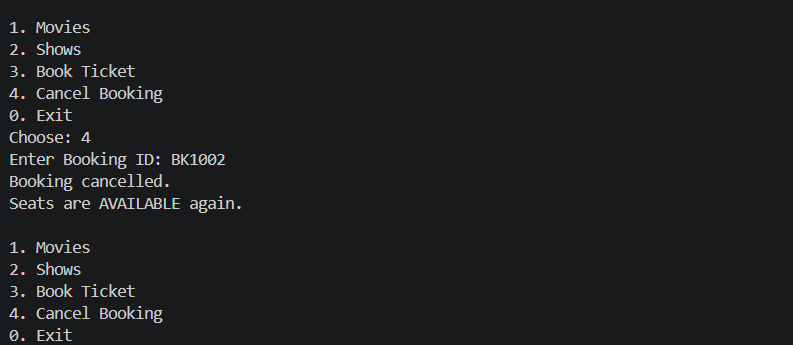 1. Movies
2. Shows
3. Book Ticket
4. Cancel Booking
0. Exit
Choose: 4
Enter Booking ID: BK1002
Booking cancelled.
Seats are AVAILABLE again.
1. Movies
2. Shows
3. Book Ticket
4. Cancel Booking
0. Exit